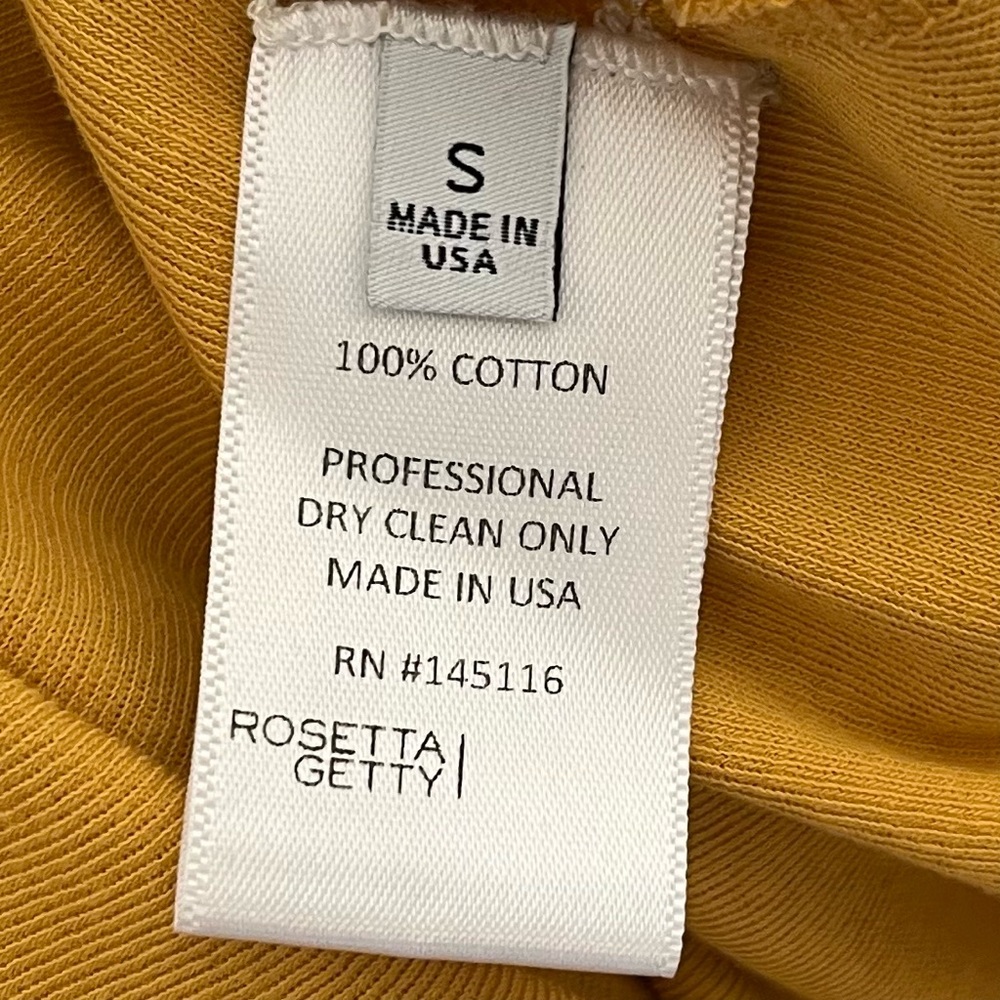 S
MADE IN
USA
100% COTTON
PROFESSIONAL
DRY CLEAN ONLY
MADE IN USA
RN #145116
ROSETTA
GETTY